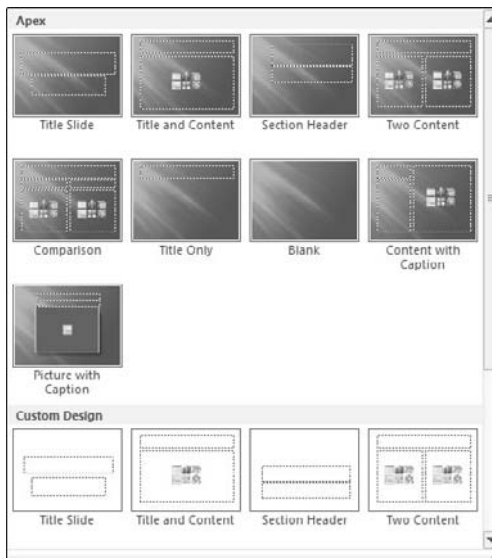 Apex
Title Slide
Title and Content
Section Header
Two Content
Comparison
Title Only
Blank
Content with
Caption
Picture with
Caption
Custom Design
Title Slide
Title and Content
Section Header
Two Content